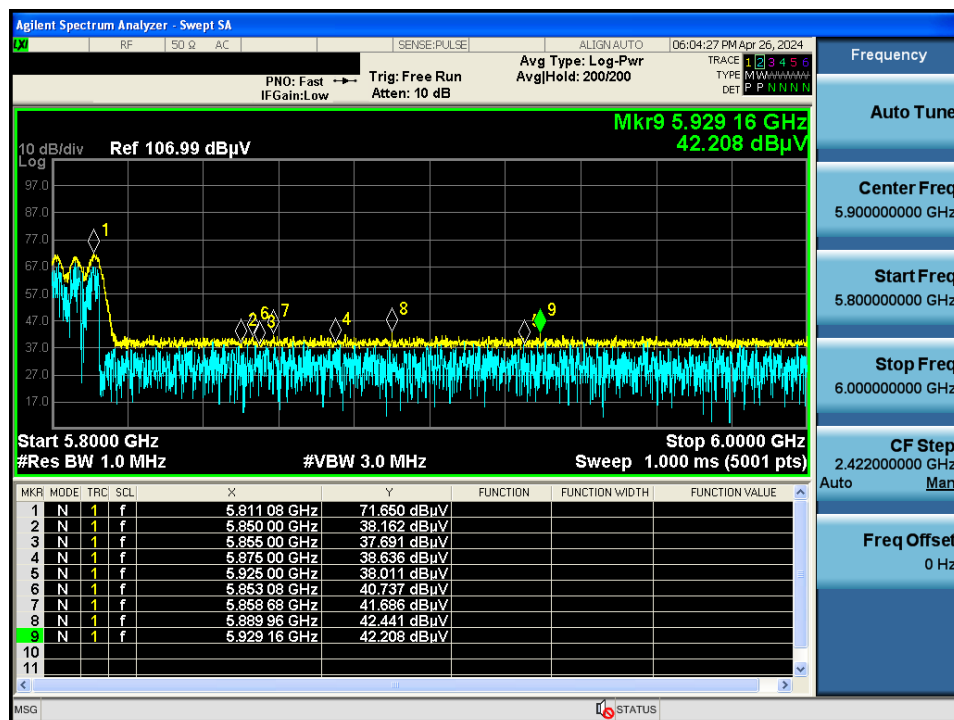 Agilent Spectrum Analyzer - Swept SA
LXI RF 50 Ω AC SENSE:PULSE ALIGN AUTO 06:04:27 PM Apr 26, 2024
Frequency
PNO: Fast Trig: Free Run Avg Type: Log-Pwr TRACE 1 2 3 4 5 6
IFGain:Low Atten: 10 dB Avg|Hold: 200/200 TYPE M W W W W W
DET P P N N N N
Auto Tune
Mkr9 5.929 16 GHz
42.208 dBµV
10 dB/div Ref 106.99 dBµV
Log
97.0
87.0
77.0
67.0
57.0
47.0
37.0
27.0
17.0
1
2
6
3
7
4
8
9
Start 5.8000 GHz Stop 6.0000 GHz
#Res BW 1.0 MHz #VBW 3.0 MHz Sweep 1.000 ms (5001 pts)
Center Freq
5.900000000 GHz
Start Freq
5.800000000 GHz
Stop Freq
6.000000000 GHz
CF Step
2.422000000 GHz
Auto Man
Freq Offset
0 Hz
MKR MODE TRC SCL X Y FUNCTION FUNCTION WIDTH FUNCTION VALUE
1 N 1 f 5.811 08 GHz 71.650 dBµV
2 N 1 f 5.850 00 GHz 38.162 dBµV
3 N 1 f 5.855 00 GHz 37.691 dBµV
4 N 1 f 5.875 00 GHz 38.636 dBµV
5 N 1 f 5.925 00 GHz 38.011 dBµV
6 N 1 f 5.853 08 GHz 40.737 dBµV
7 N 1 f 5.858 68 GHz 41.686 dBµV
8 N 1 f 5.889 96 GHz 42.441 dBµV
9 N 1 f 5.929 16 GHz 42.208 dBµV
10
11
MSG STATUS